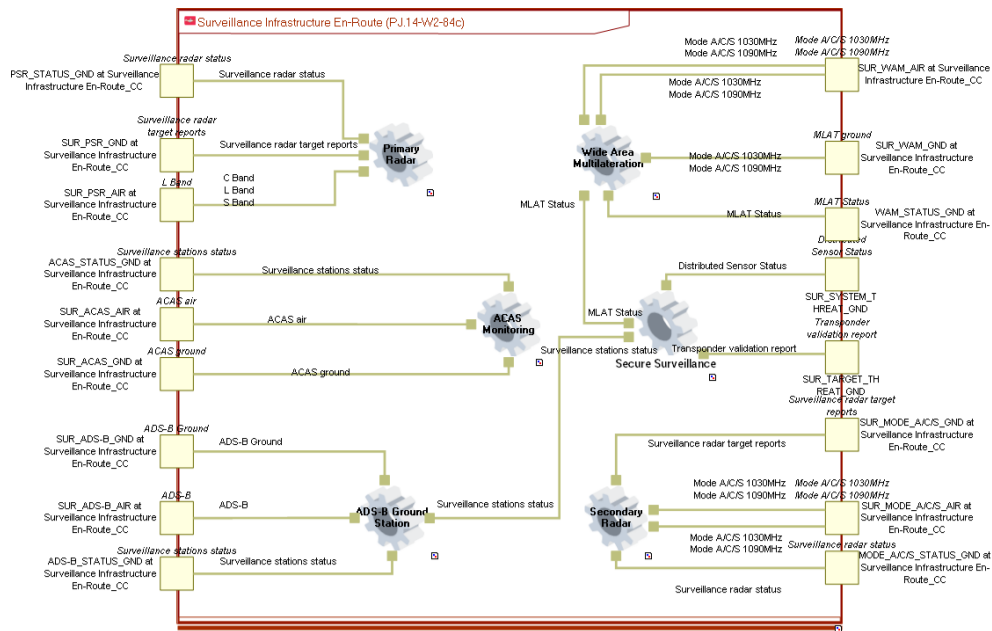 Surveillance Infrastructure En-Route (PJ.14-W2-84c)
Surveillance radar status
PSR_STATUS_GND at Surveillance
Infrastructure En-Route_CC
Surveillance radar status
Surveillance radar
target reports
SUR_PSR_GND at
Surveillance Infrastructure
En-Route_CC
Surveillance radar target reports
L Band
SUR_PSR_AIR at
Surveillance Infrastructure
En-Route_CC
C Band
L Band
S Band
Primary
Radar
Surveillance stations status
ACAS_STATUS_GND at
Surveillance Infrastructure
En-Route_CC
Surveillance stations status
ACAS air
SUR_ACAS_AIR at
Surveillance Infrastructure
En-Route_CC
ACAS air
ACAS ground
SUR_ACAS_GND at
Surveillance Infrastructure
En-Route_CC
ACAS ground
ACAS
Monitoring
ADS-B Ground
SUR_ADS-B_GND at
Surveillance Infrastructure
En-Route_CC
ADS-B Ground
ADS-B
SUR_ADS-B_AIR at
Surveillance Infrastructure
En-Route_CC
ADS-B
Surveillance stations status
ADS-B_STATUS_GND at
Surveillance Infrastructure
En-Route_CC
Surveillance stations status
ADS-B Ground
Station
Surveillance stations status
Mode A/C/S 1030MHz
Mode A/C/S 1090MHz
Mode A/C/S 1030MHz
Mode A/C/S 1090MHz
Mode A/C/S 1030MHz
Mode A/C/S 1090MHz
SUR_WAM_AIR at Surveillance
Infrastructure En-Route_CC
Wide Area
Multilateration
Mode A/C/S 1030MHz
Mode A/C/S 1090MHz
MLAT ground
SUR_WAM_GND at
Surveillance Infrastructure
En-Route_CC
MLAT Status
MLAT Status
MLAT Status
WAM_STATUS_GND at
Surveillance Infrastructure En-
Route_CC
Distributed Sensor Status
Distributed
Sensor Status
SUR_SYSTEM_T
HREAT_GND
MLAT Status
Surveillance stations status
Secure Surveillance
Transponder validation report
Transponder
validation report
SUR_TARGET_TH
REAT_GND
Surveillance radar target
reports
SUR_MODE_A/C/S_GND at
Surveillance Infrastructure
En-Route_CC
Surveillance radar target reports
Mode A/C/S 1030MHz
Mode A/C/S 1090MHz
Mode A/C/S 1030MHz
Mode A/C/S 1090MHz
SUR_MODE_A/C/S_AIR at
Surveillance Infrastructure
En-Route_CC
Secondary
Radar
Mode A/C/S 1030MHz
Mode A/C/S 1090MHz
Surveillance radar status
MODE_A/C/S_STATUS_GND at
Surveillance Infrastructure En-
Route_CC
Surveillance radar status